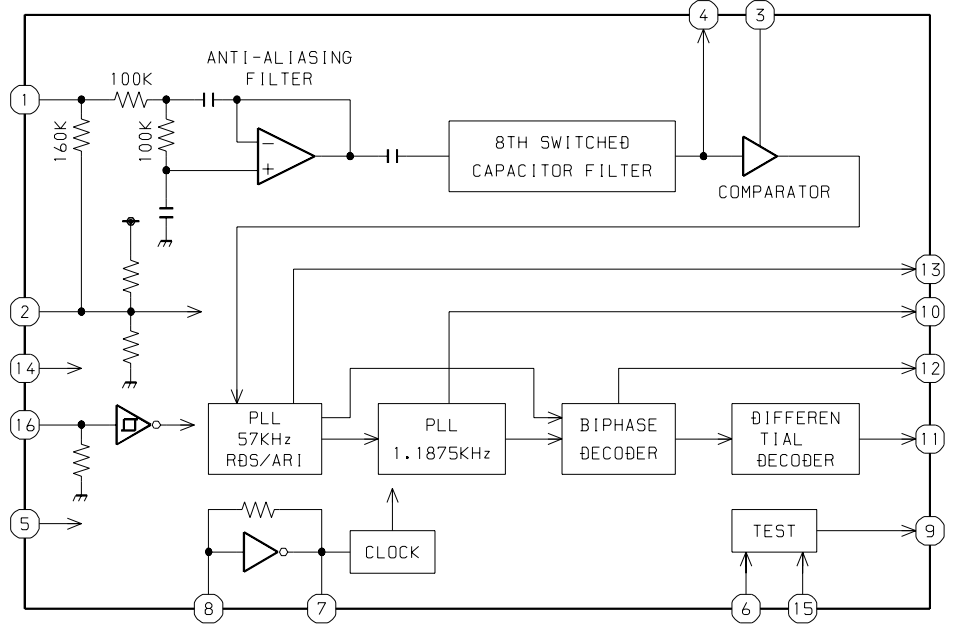 4
3
ANTI-ALIASING
FILTER
100K
1
160K
100K
8TH SWITCHED
CAPACITOR FILTER
COMPARATOR
13
2
10
14
12
16
PLL
57KHz
RDS/ARI
PLL
1.1875KHz
BIPHASE
DECODER
DIFFEREN
TIAL
DECODER
11
5
CLOCK
TEST
9
8
7
6
15